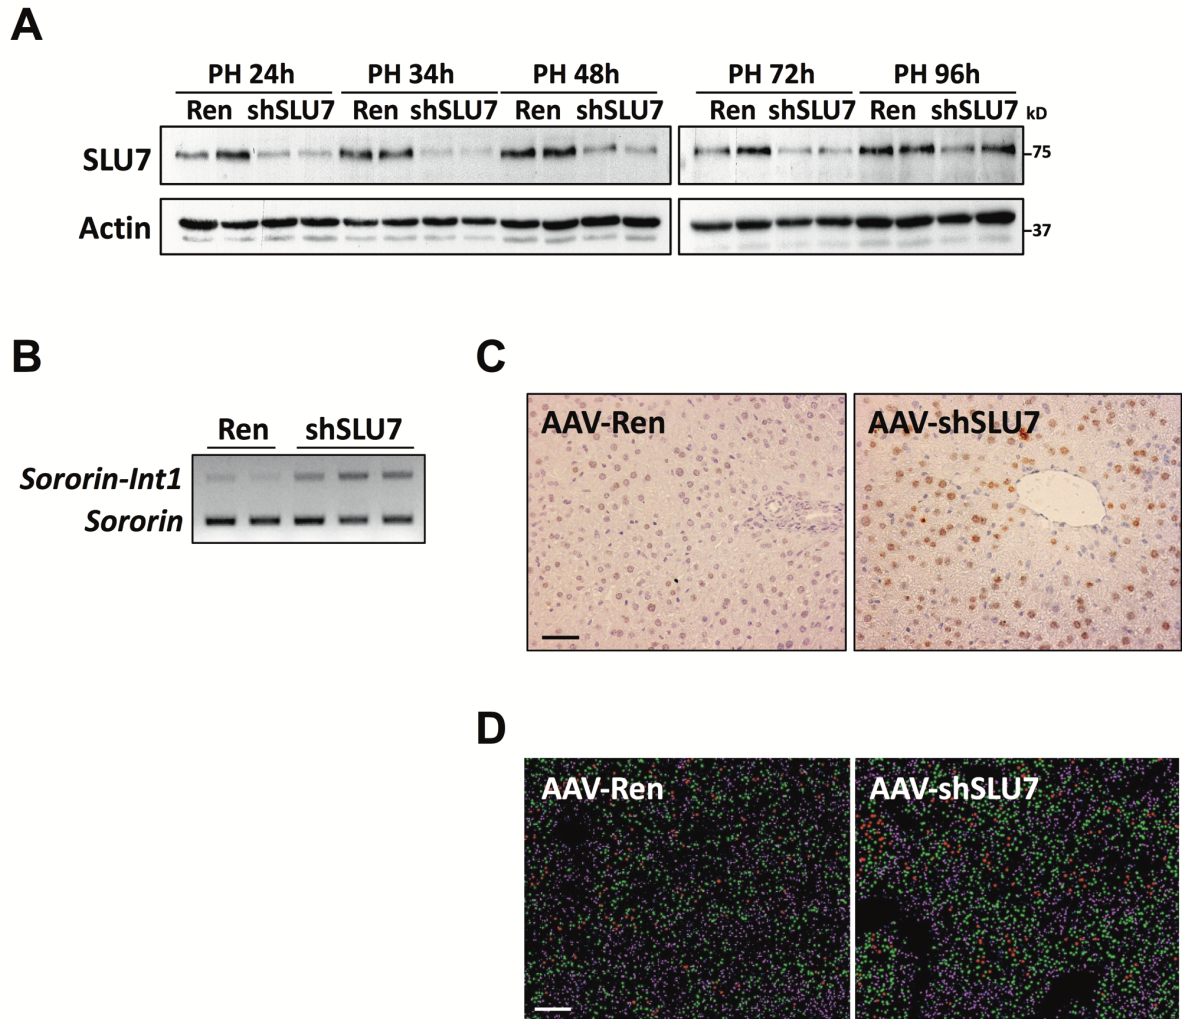 A
PH 24h PH 34h PH 48h PH 72h PH 96h
Ren shSLU7 Ren shSLU7 Ren shSLU7 Ren shSLU7 Ren shSLU7 kD
SLU7 75
Actin 37
B
Ren shSLU7
Sororin-Int1
Sororin
C
AAV-Ren AAV-shSLU7
D
AAV-Ren AAV-shSLU7